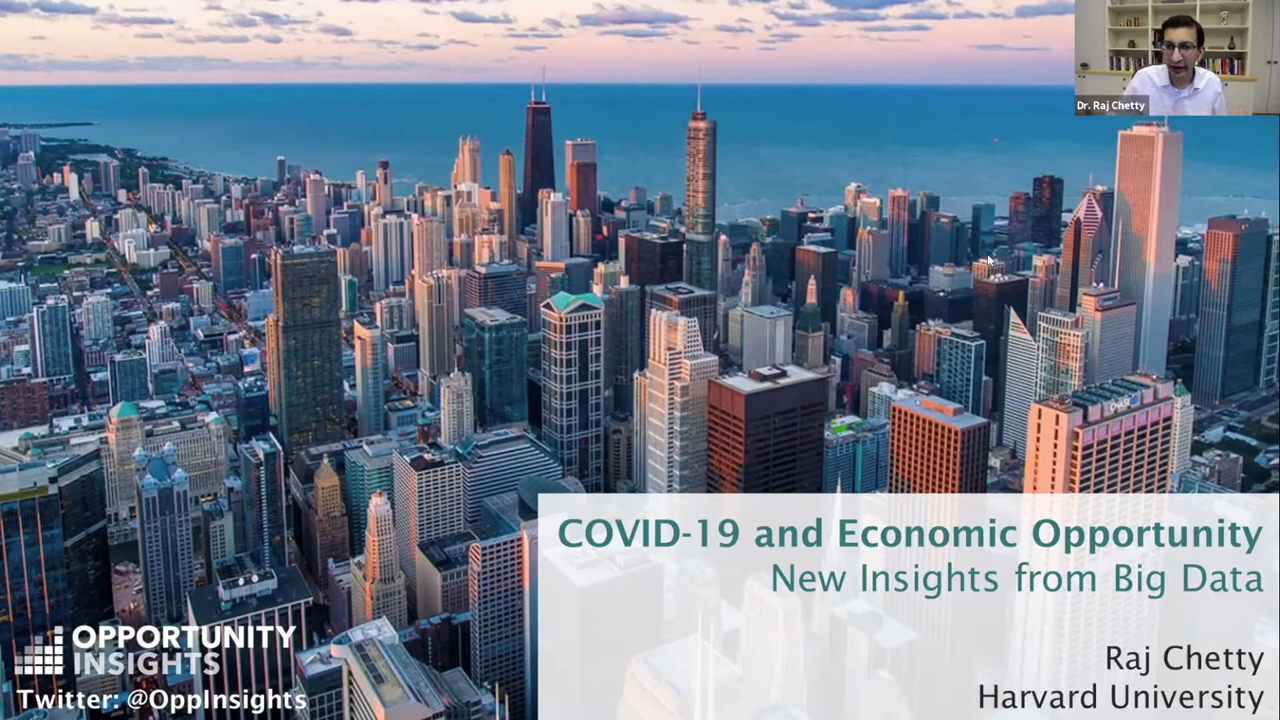 Dr. Raj Chetty
COVID-19 and Economic Opportunity
New Insights from Big Data
Raj Chetty
Harvard University
OPPORTUNITY
INSIGHTS
Twitter: @OppInsights